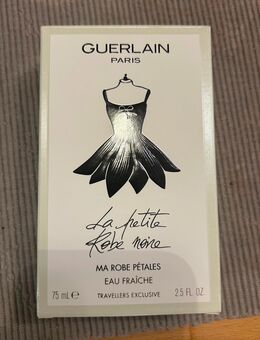 GUERLAIN
PARIS
La petite
Robe noire
MA ROBE PÉTALES
EAU FRAÎCHE
TRAVELLERS EXCLUSIVE
75 mL e 2.5 FL. OZ.